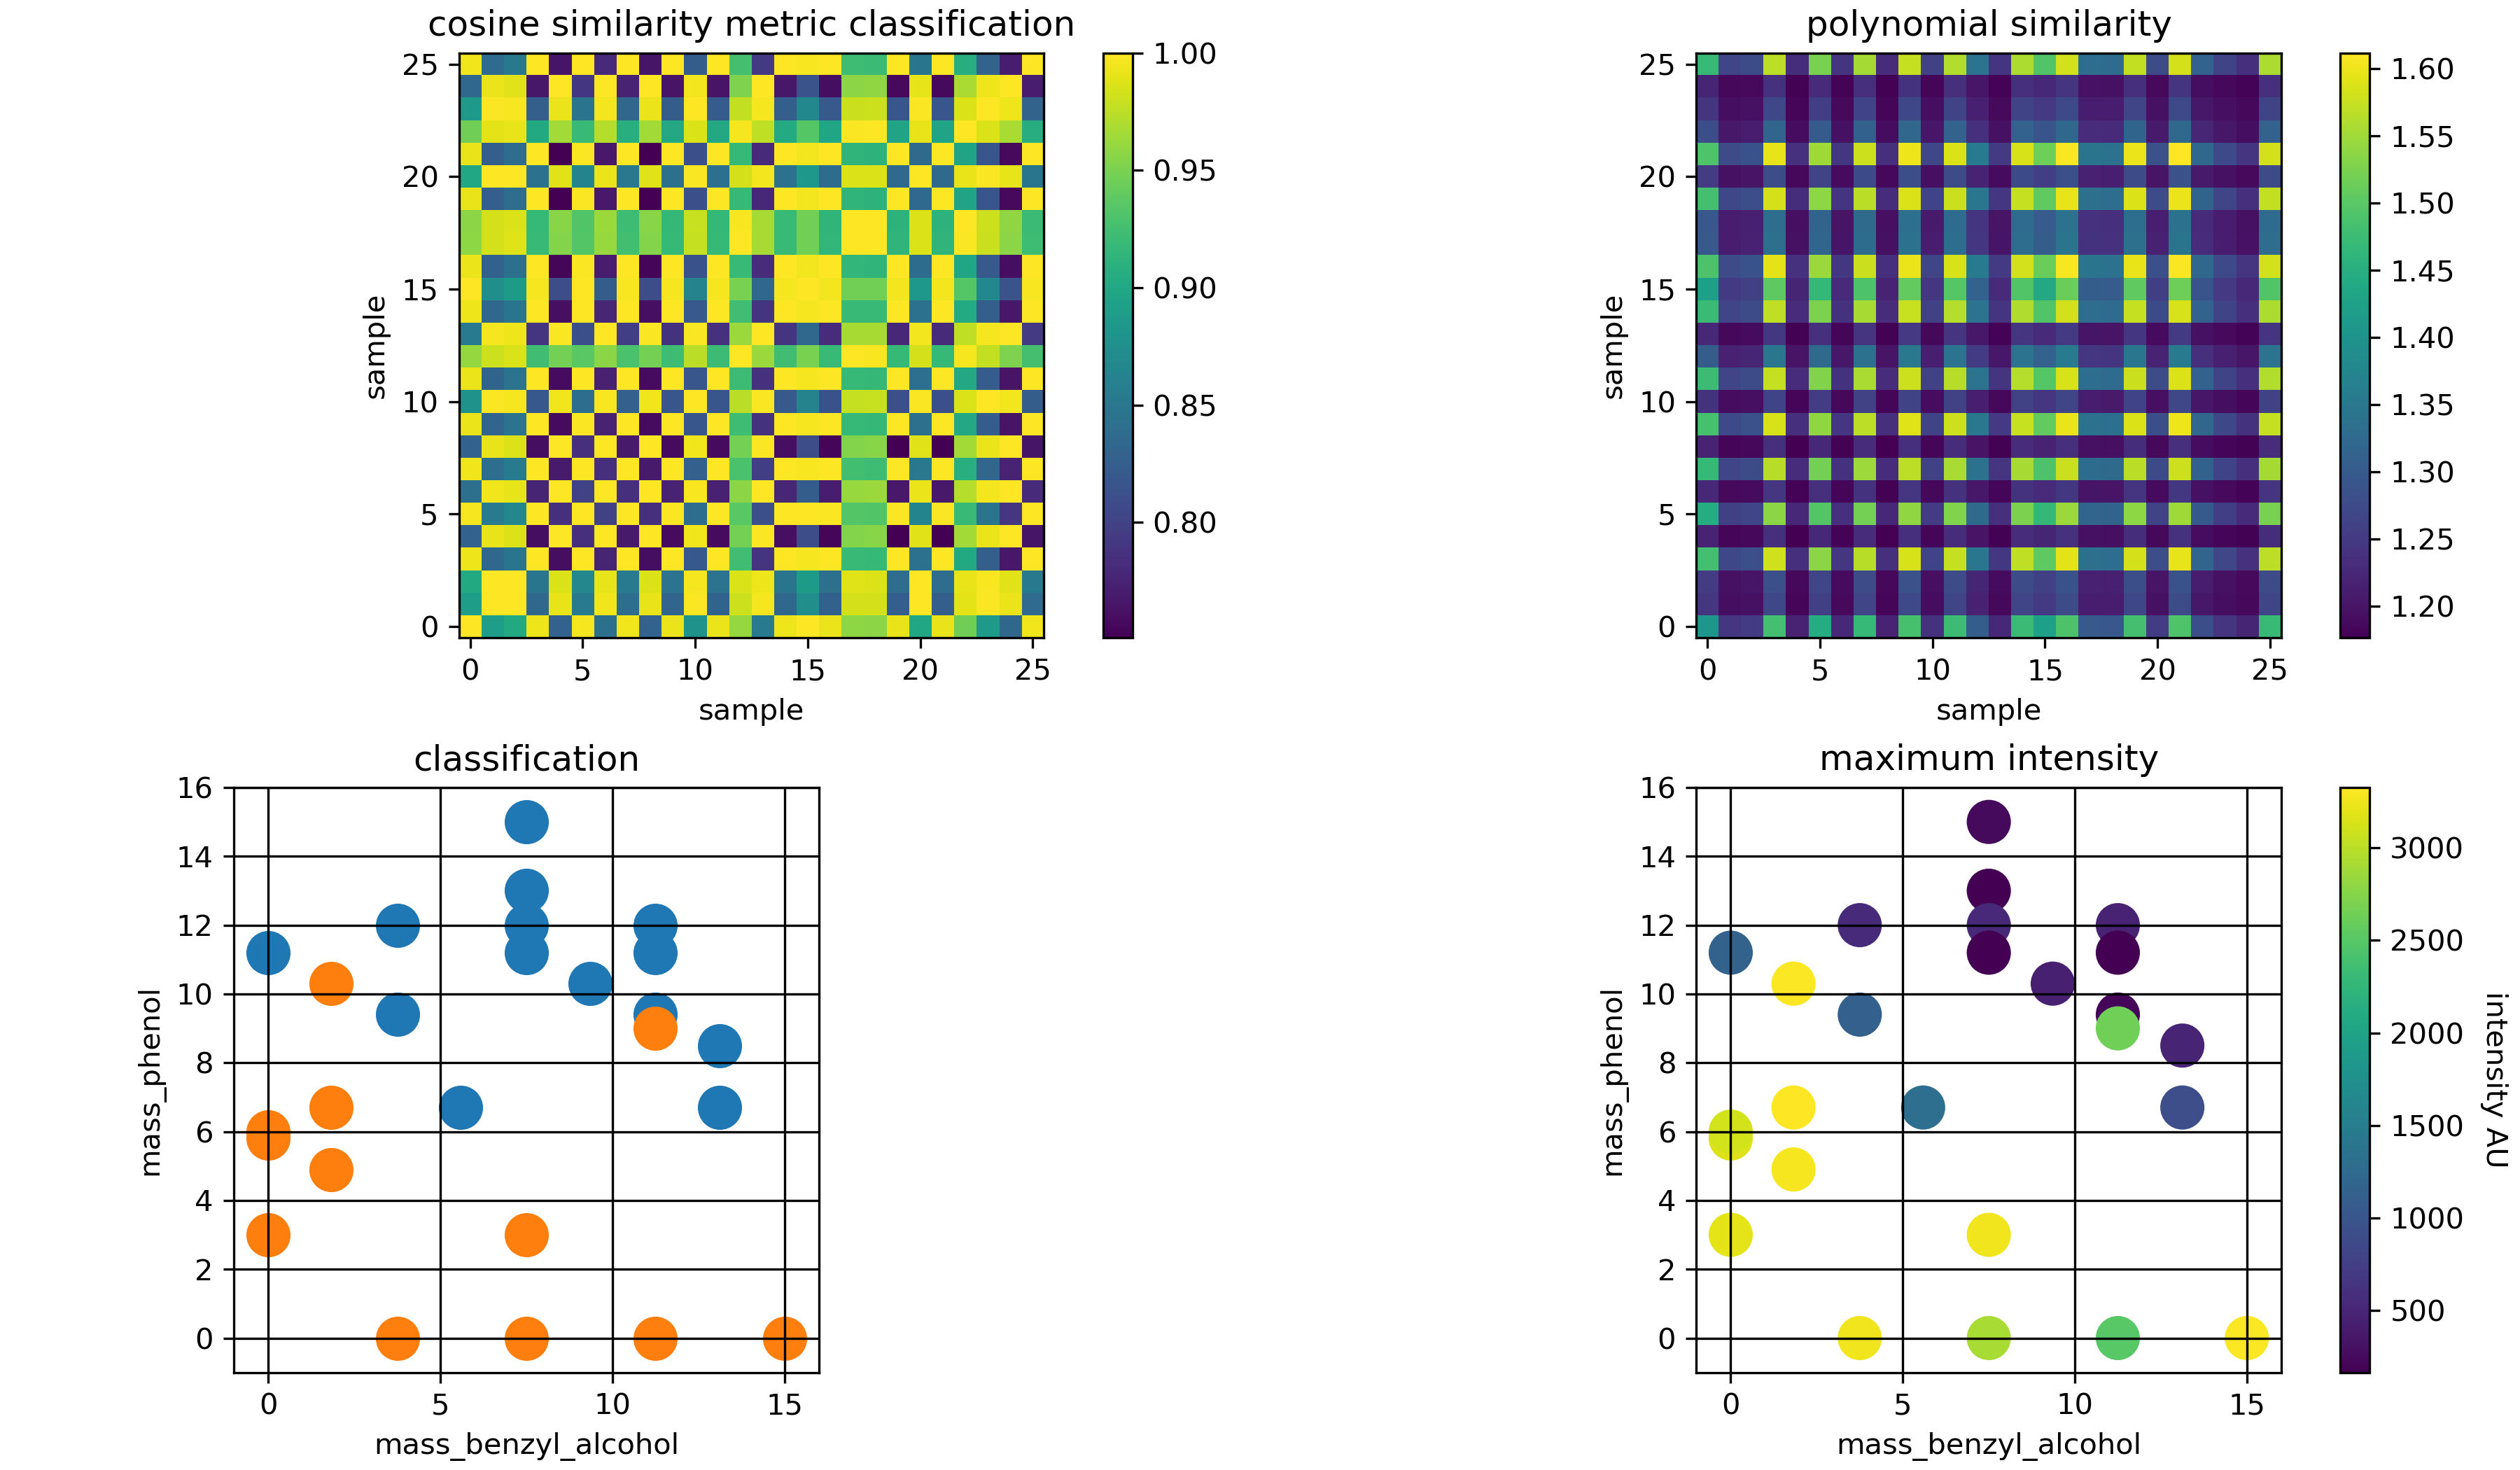 cosine similarity metric classification
25
20
15
10
5
0
sample
0 5 10 15 20 25
sample
1.00
0.95
0.90
0.85
0.80
polynomial similarity
25
20
15
10
5
0
sample
0 5 10 15 20 25
sample
1.60
1.55
1.50
1.45
1.40
1.35
1.30
1.25
1.20
classification
16
14
12
10
8
6
4
2
0
mass_phenol
0 5 10 15
mass_benzyl_alcohol
maximum intensity
16
14
12
10
8
6
4
2
0
mass_phenol
0 5 10 15
mass_benzyl_alcohol
3000
2500
2000
1500
1000
500
intensity AU